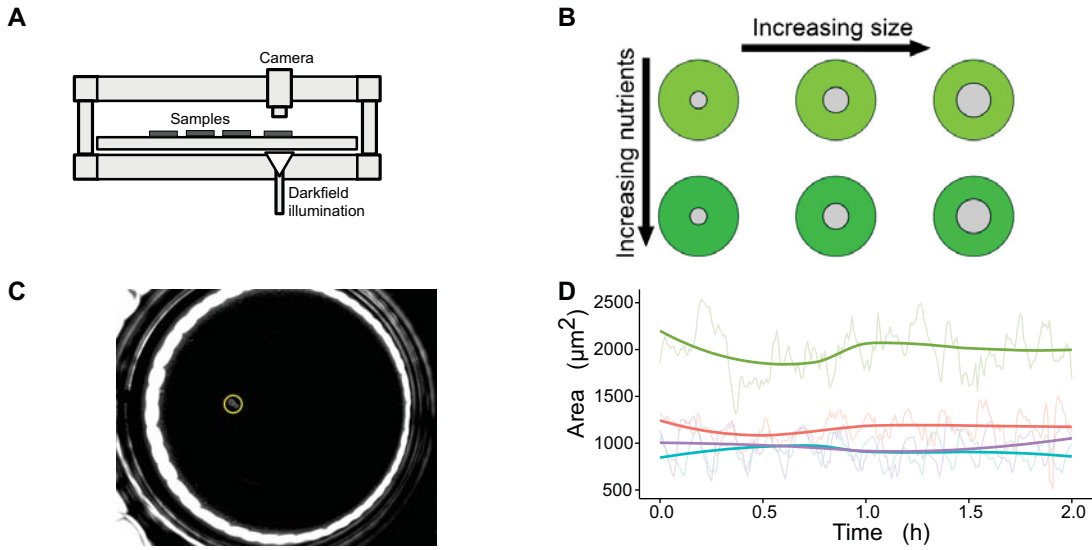 A
Camera
Samples
Darkfield
illumination
B
Increasing size
Increasing nutrients
C
D
Area (µm²)
2500
2000
1500
1000
500
0.0 0.5 1.0 1.5 2.0
Time (h)